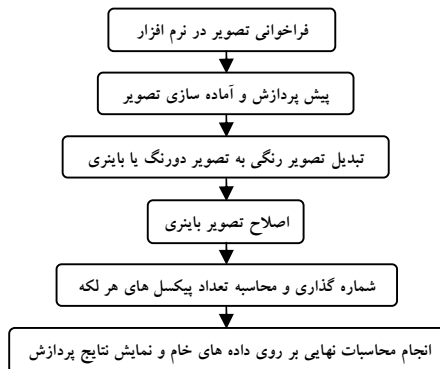 فراخوانی تصویر در نرم افزار
پیش پردازش و آماده سازی تصویر
تبدیل تصویر رنگی به تصویر دورنگ یا باینری
اصلاح تصویر باینری
شماره گذاری و محاسبه تعداد پیکسل های هر لکه
انجام محاسبات نهایی بر روی داده های خام و نمایش نتایج پردازش